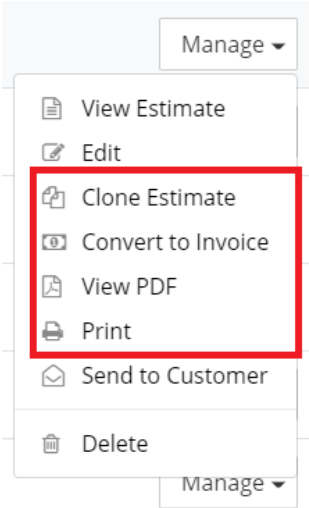 Manage
View Estimate
Edit
Clone Estimate
Convert to Invoice
View PDF
Print
Send to Customer
Delete
Manage